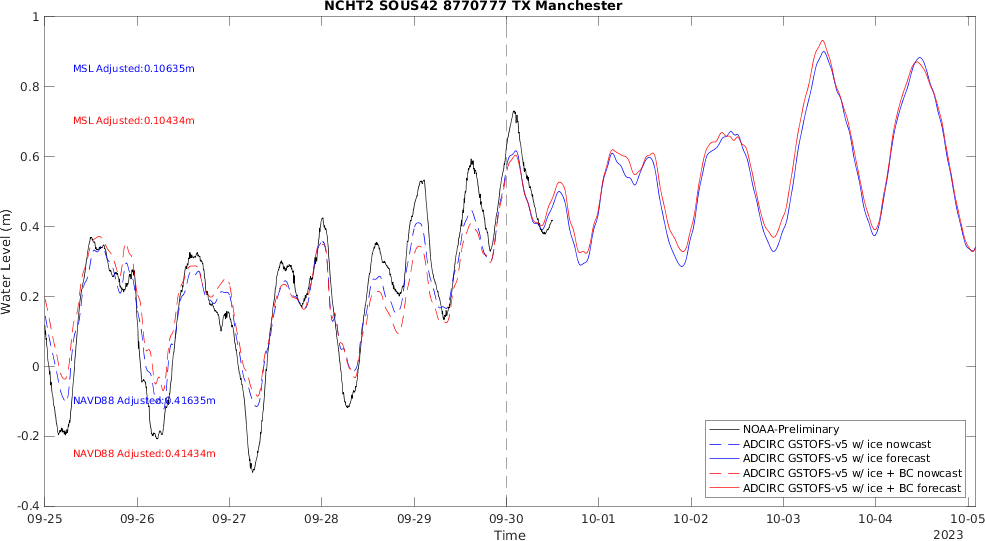 NCHT2 SOUS42 8770777 TX Manchester
1
0.8
0.6
0.4
0.2
0
-0.2
-0.4
Water Level (m)
MSL Adjusted:0.10635m
MSL Adjusted:0.10434m
NAVD88 Adjusted:0.41635m
NAVD88 Adjusted:0.41434m
NOAA-Preliminary
ADCIRC GSTOFS-v5 w/ ice nowcast
ADCIRC GSTOFS-v5 w/ ice forecast
ADCIRC GSTOFS-v5 w/ ice + BC nowcast
ADCIRC GSTOFS-v5 w/ ice + BC forecast
09-25 09-26 09-27 09-28 09-29 09-30 10-01 10-02 10-03 10-04 10-05
Time
2023